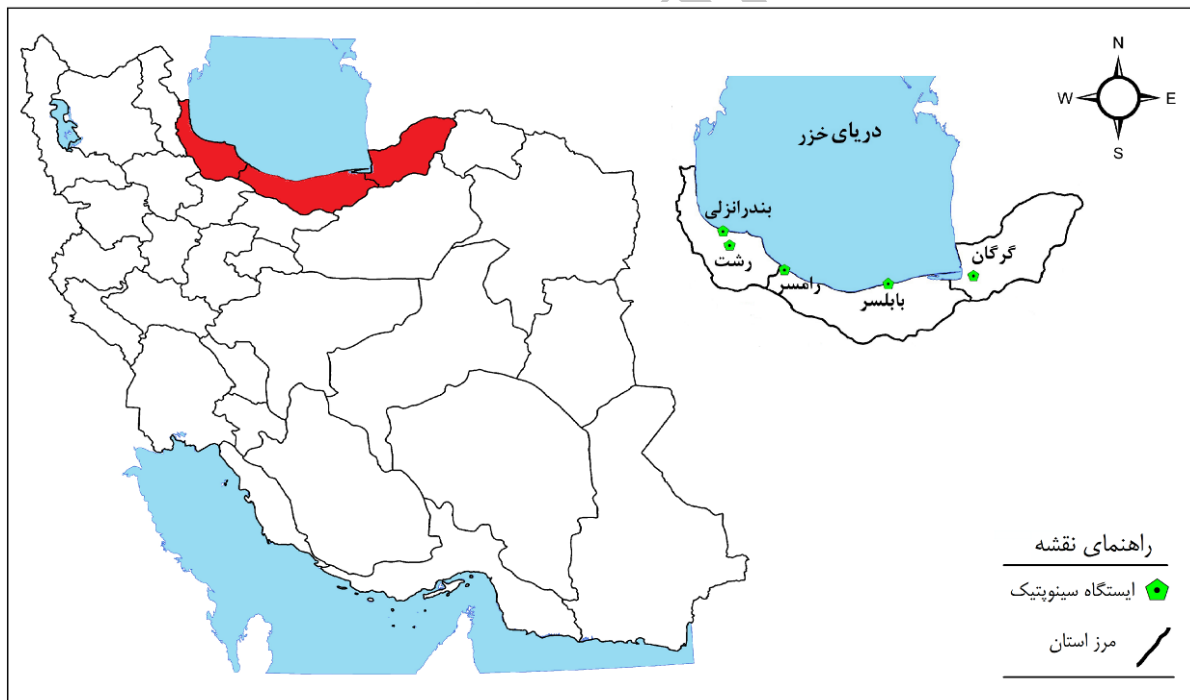 N
W
E
S
دریای خزر
بندرانزلی
رشت
رامسر
بابلسر
گرگان
راهنمای نقشه
ایستگاه سینوپتیک
مرز استان